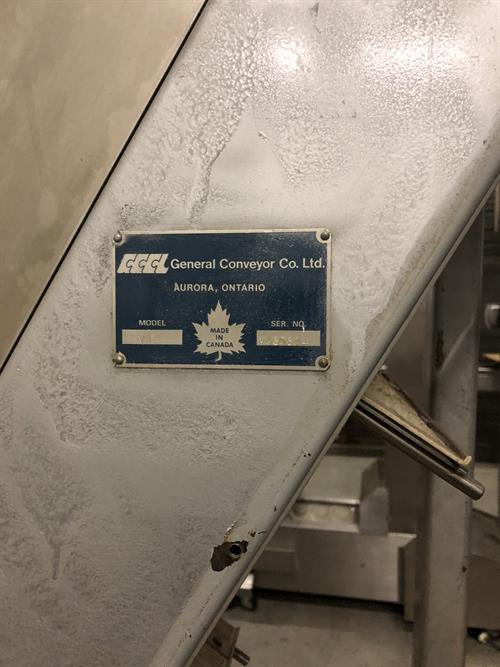 GCCL General Conveyor Co. Ltd.
AURORA, ONTARIO
MODEL
SER. NO.
MADE
IN
CANADA